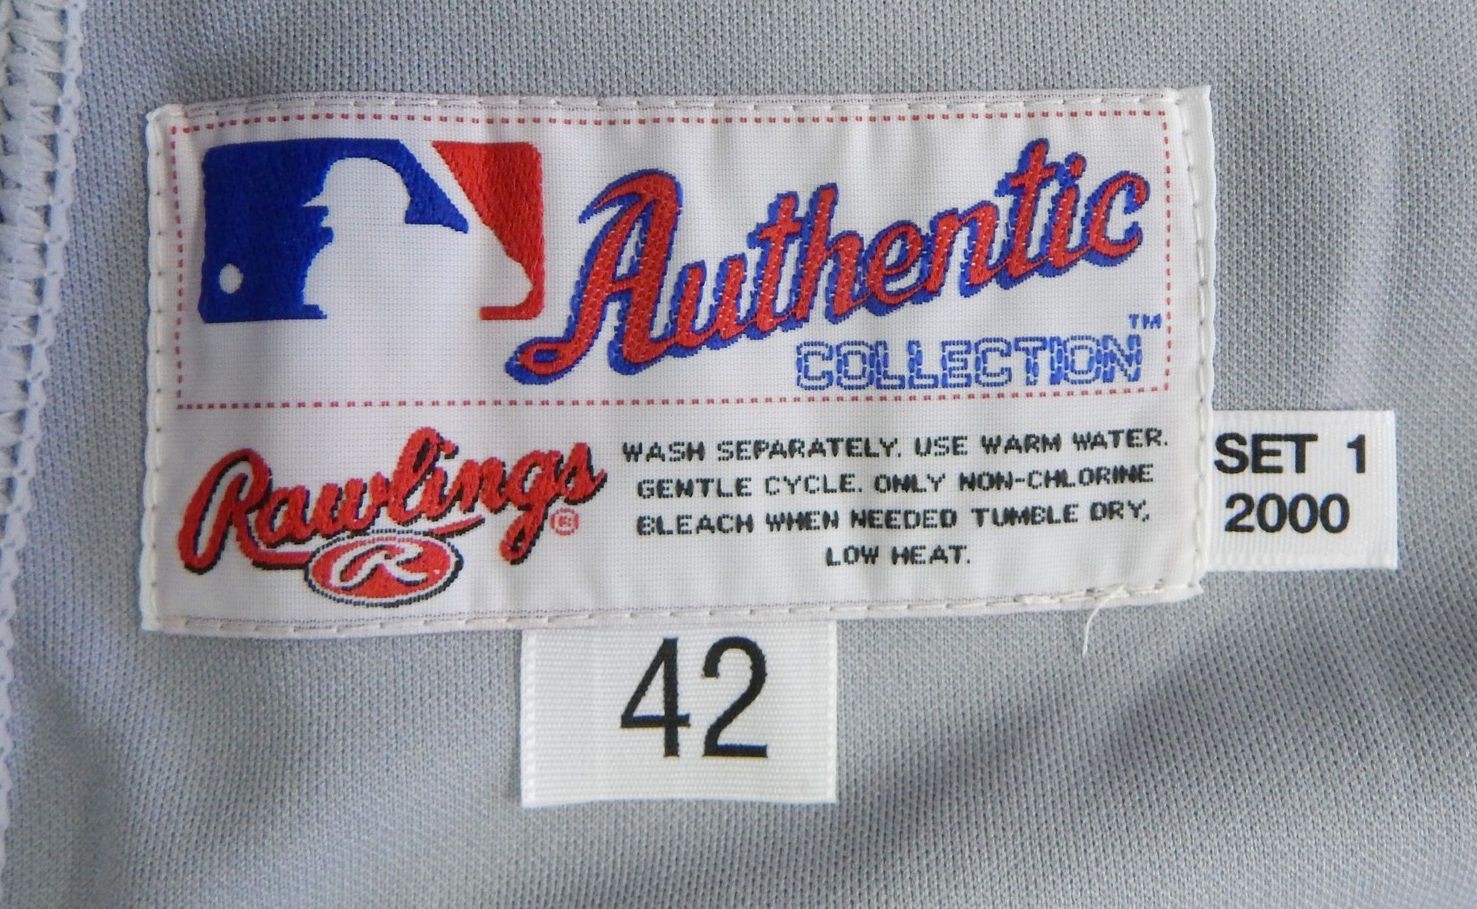 Authentic
COLLECTION™
Rawlings®
R
WASH SEPARATELY. USE WARM WATER.
GENTLE CYCLE. ONLY NON-CHLORINE
BLEACH WHEN NEEDED TUMBLE DRY,
LOW HEAT.
SET 1
2000
42